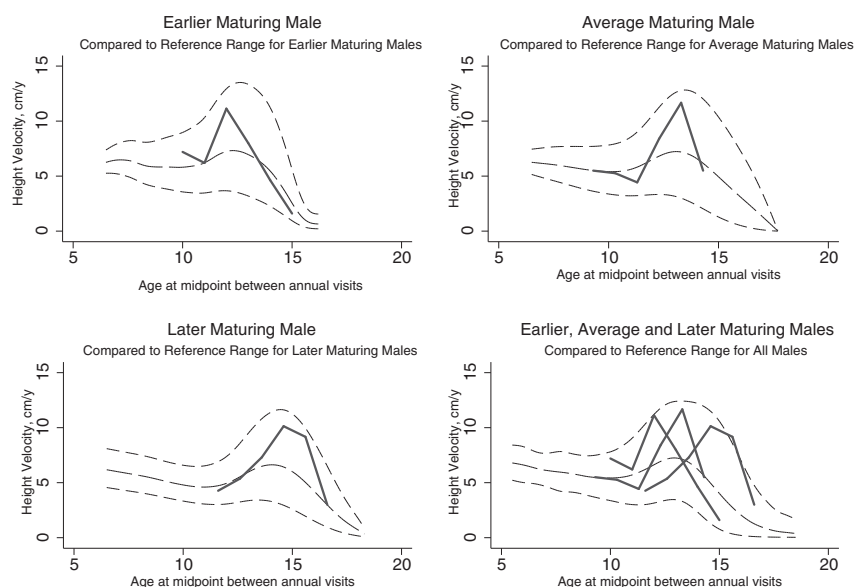 Earlier Maturing Male
Compared to Reference Range for Earlier Maturing Males
Height Velocity, cm/y
15
10
5
0
5
10
15
20
Age at midpoint between annual visits
Average Maturing Male
Compared to Reference Range for Average Maturing Males
Height Velocity, cm/y
15
10
5
0
5
10
15
20
Age at midpoint between annual visits
Later Maturing Male
Compared to Reference Range for Later Maturing Males
Height Velocity, cm/y
15
10
5
0
5
10
15
20
Age at midpoint between annual visits
Earlier, Average and Later Maturing Males
Compared to Reference Range for All Males
Height Velocity, cm/y
15
10
5
0
5
10
15
20
Age at midpoint between annual visits